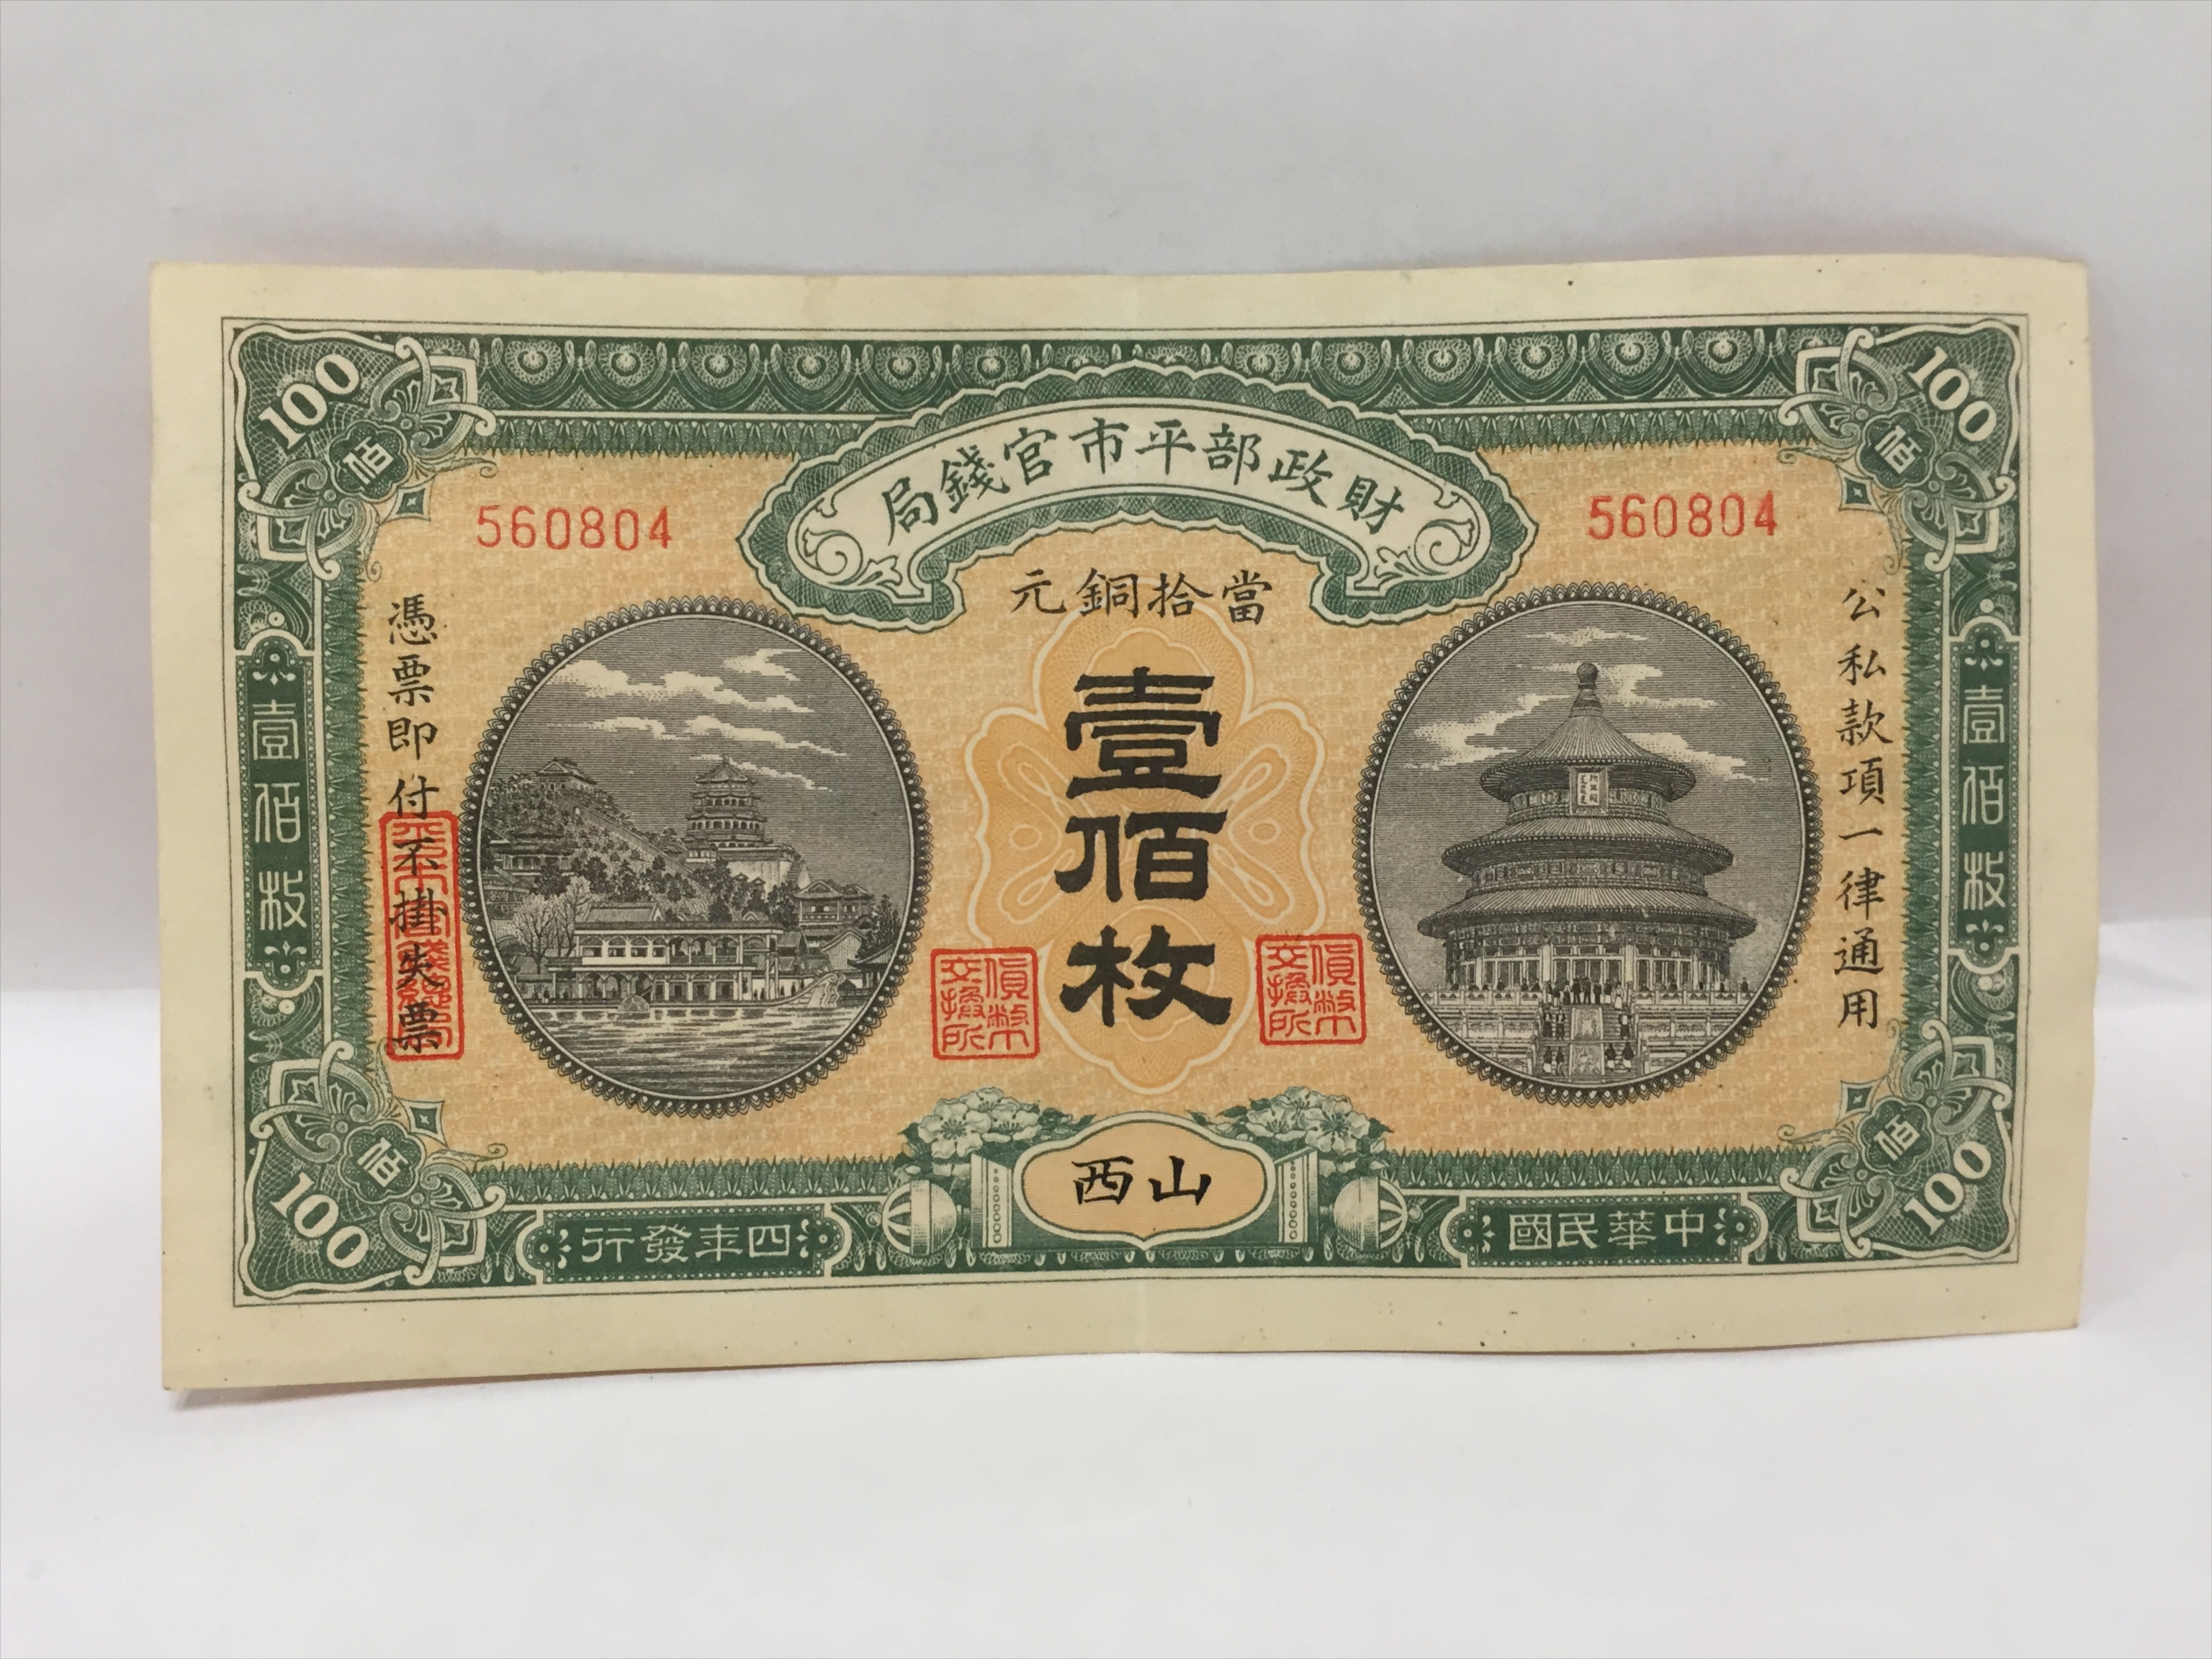 財政部平市官錢局
當拾銅元
壹佰枚
560804
560804
公私款項一律通用
憑票即付不掛失票
山西
中華民國
四年發行
壹佰枚
壹佰枚
100
佰
100
佰
100
佰
100
佰
貨幣交換所
貨幣交換所